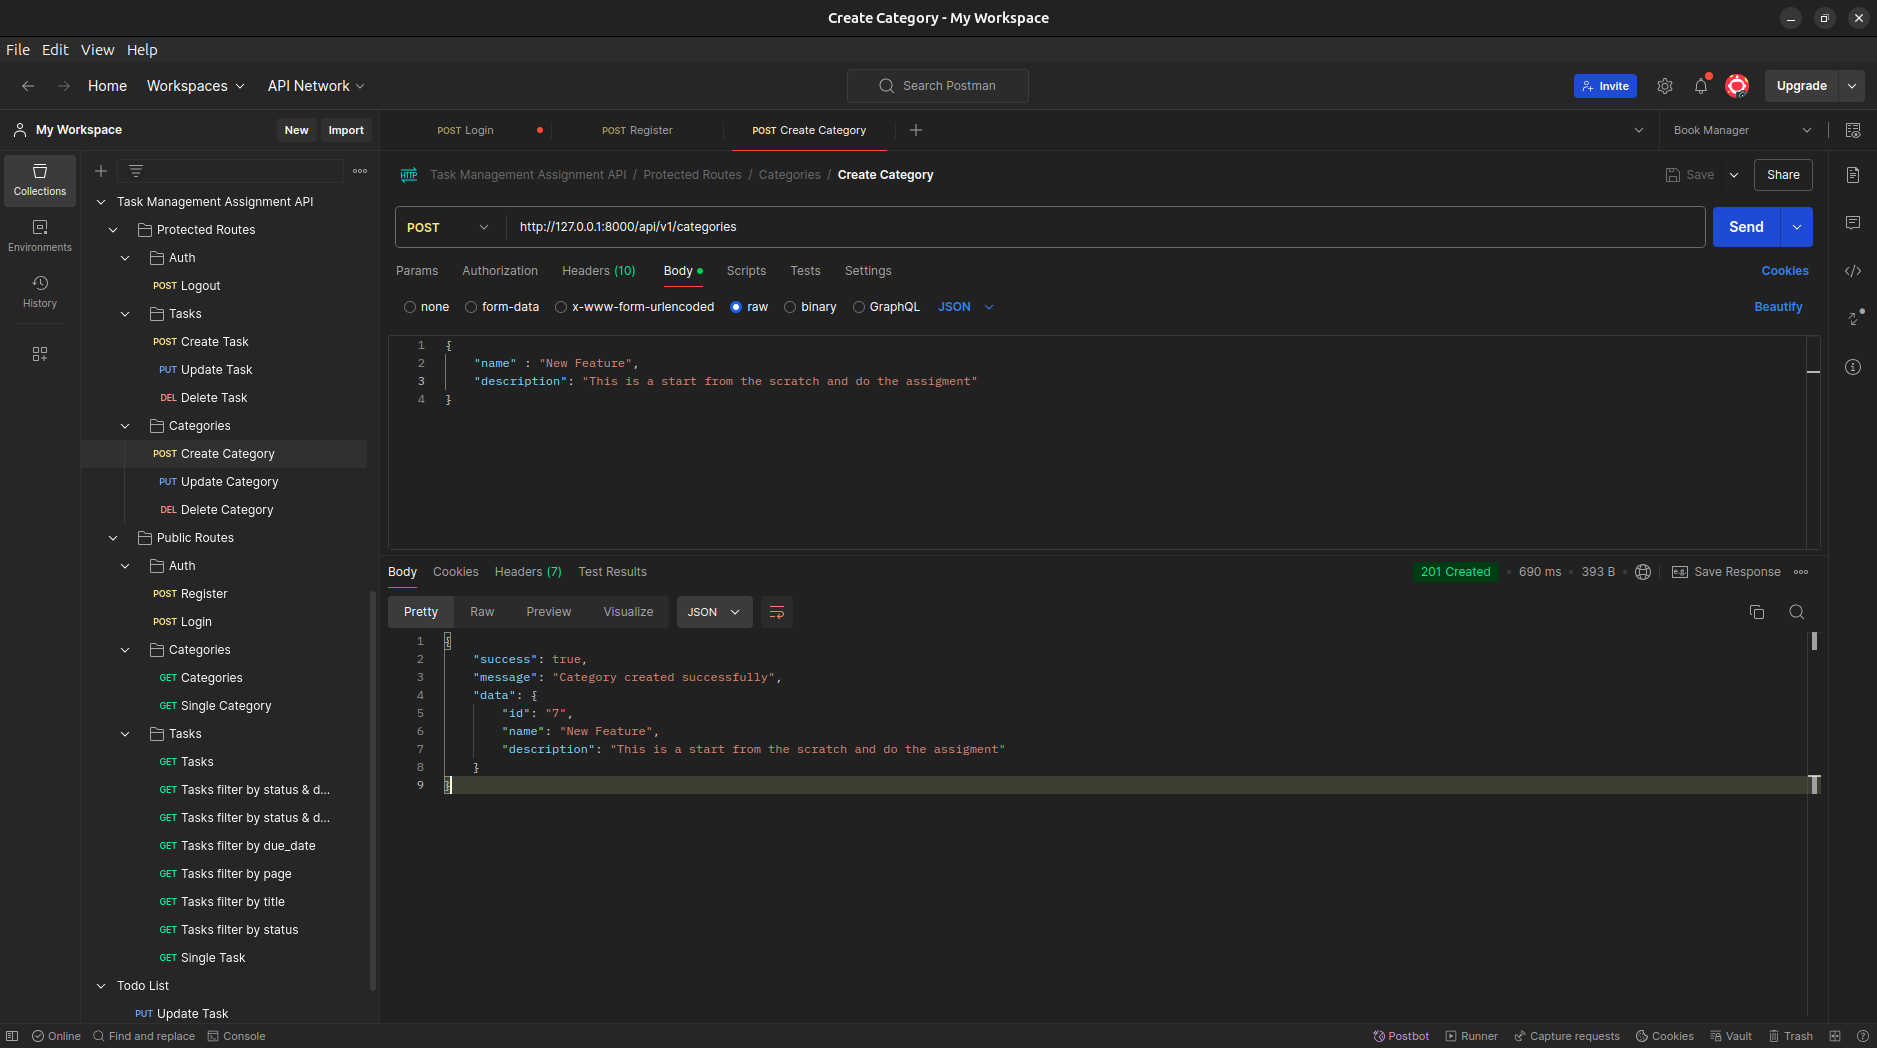 Create Category - My Workspace
File Edit View Help
Home Workspaces API Network Search Postman Invite Upgrade
My Workspace New Import
POST Login POST Register POST Create Category Book Manager
Collections
Environments
History
Task Management Assignment API
Protected Routes
Auth
POST Logout
Tasks
POST Create Task
PUT Update Task
DEL Delete Task
Categories
POST Create Category
PUT Update Category
DEL Delete Category
Public Routes
Auth
POST Register
POST Login
Categories
GET Categories
GET Single Category
Tasks
GET Tasks
GET Tasks filter by status & d...
GET Tasks filter by status & d...
GET Tasks filter by due_date
GET Tasks filter by page
GET Tasks filter by title
GET Tasks filter by status
GET Single Task
Todo List
PUT Update Task
HTTP Task Management Assignment API / Protected Routes / Categories / Create Category Save Share
POST http://127.0.0.1:8000/api/v1/categories Send
Params Authorization Headers (10) Body Scripts Tests Settings Cookies
none form-data x-www-form-urlencoded raw binary GraphQL JSON Beautify
1 {
2 "name" : "New Feature",
3 "description": "This is a start from the scratch and do the assigment"
4 }
Body Cookies Headers (7) Test Results 201 Created 690 ms 393 B e.g. Save Response
Pretty Raw Preview Visualize JSON
1 {
2 "success": true,
3 "message": "Category created successfully",
4 "data": {
5 "id": "7",
6 "name": "New Feature",
7 "description": "This is a start from the scratch and do the assigment"
8 }
9 }
Online Find and replace Console Postbot Runner Capture requests Cookies Vault Trash